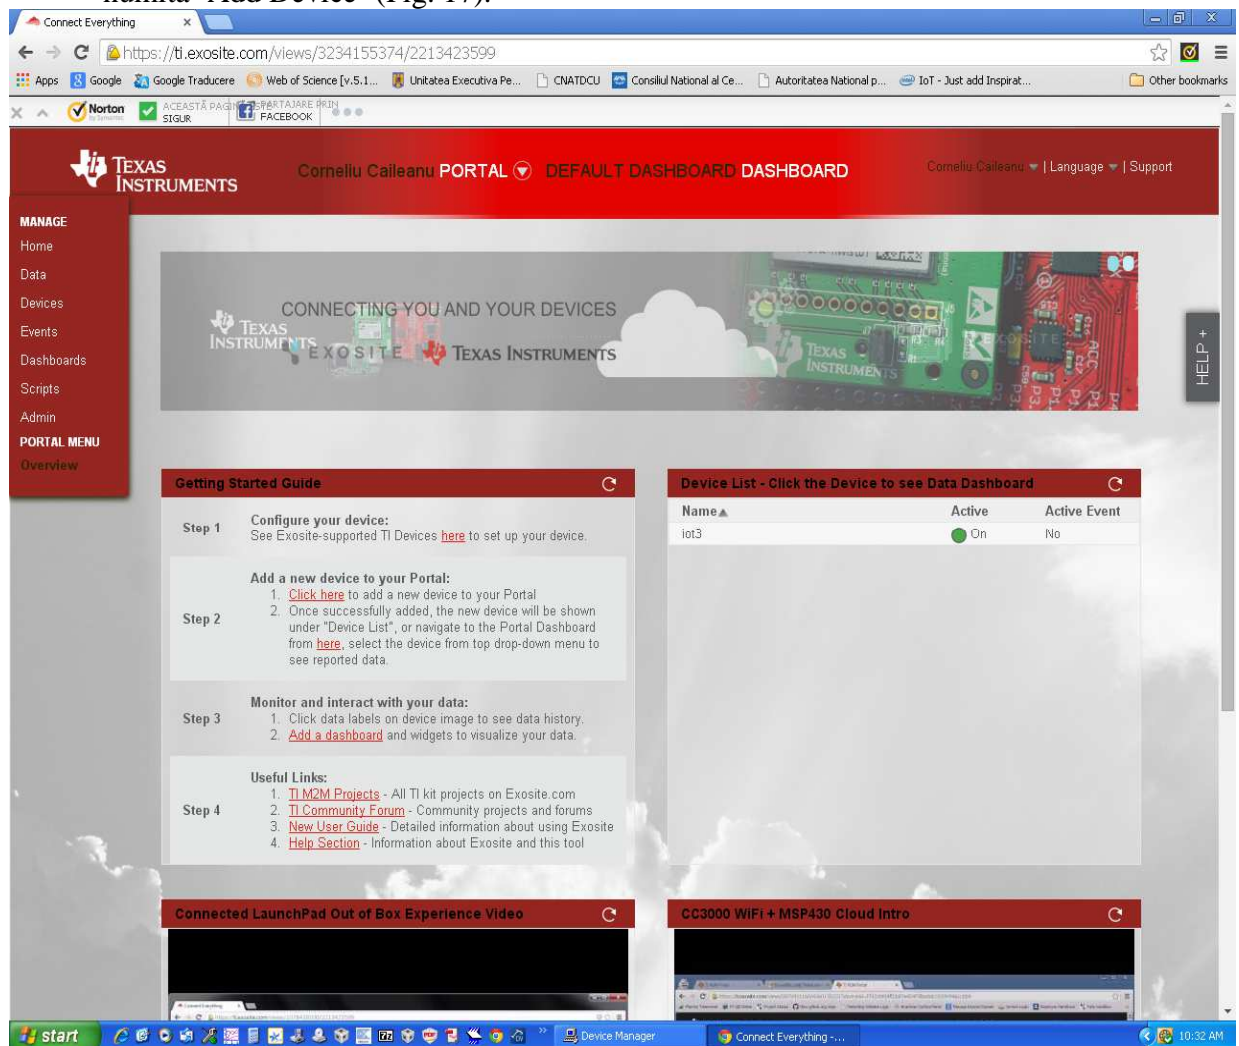 numită "Add Device" (Fig. 17).
Connect Everything
https://ti.exosite.com/views/3234155374/2213423599
Apps Google Google Traducere Web of Science [v.5.1... Unitatea Executiva Pe... CNATDCU Consiliul National al Ce... Autoritatea National p... IoT - Just add Inspirat... Other bookmarks
Norton
by Symantec
ACEASTĂ PAGINĂ ESTE
SIGUR
PARTAJARE PRIN
FACEBOOK
TEXAS
INSTRUMENTS
Corneliu Caileanu PORTAL DEFAULT DASHBOARD DASHBOARD
Corneliu Caileanu | Language | Support
MANAGE
Home
Data
Devices
Events
Dashboards
Scripts
Admin
PORTAL MENU
Overview
CONNECTING YOU AND YOUR DEVICES
TEXAS
INSTRUMENTS
EXOSITE TEXAS INSTRUMENTS
TEXAS
INSTRUMENTS
EXOSITE
HELP +
Getting Started Guide
Step 1
Configure your device:
See Exosite-supported TI Devices here to set up your device.
Step 2
Add a new device to your Portal:
1. Click here to add a new device to your Portal
2. Once successfully added, the new device will be shown
under "Device List", or navigate to the Portal Dashboard
from here, select the device from top drop-down menu to
see reported data.
Step 3
Monitor and interact with your data:
1. Click data labels on device image to see data history.
2. Add a dashboard and widgets to visualize your data.
Step 4
Useful Links:
1. TI M2M Projects - All TI kit projects on Exosite.com
2. TI Community Forum - Community projects and forums
3. New User Guide - Detailed information about using Exosite
4. Help Section - Information about Exosite and this tool
Device List - Click the Device to see Data Dashboard
Name Active Active Event
iot3 On No
Connected LaunchPad Out of Box Experience Video
CC3000 WiFi + MSP430 Cloud Intro
Connect Everything
start
Device Manager
Connect Everything -...
10:32 AM